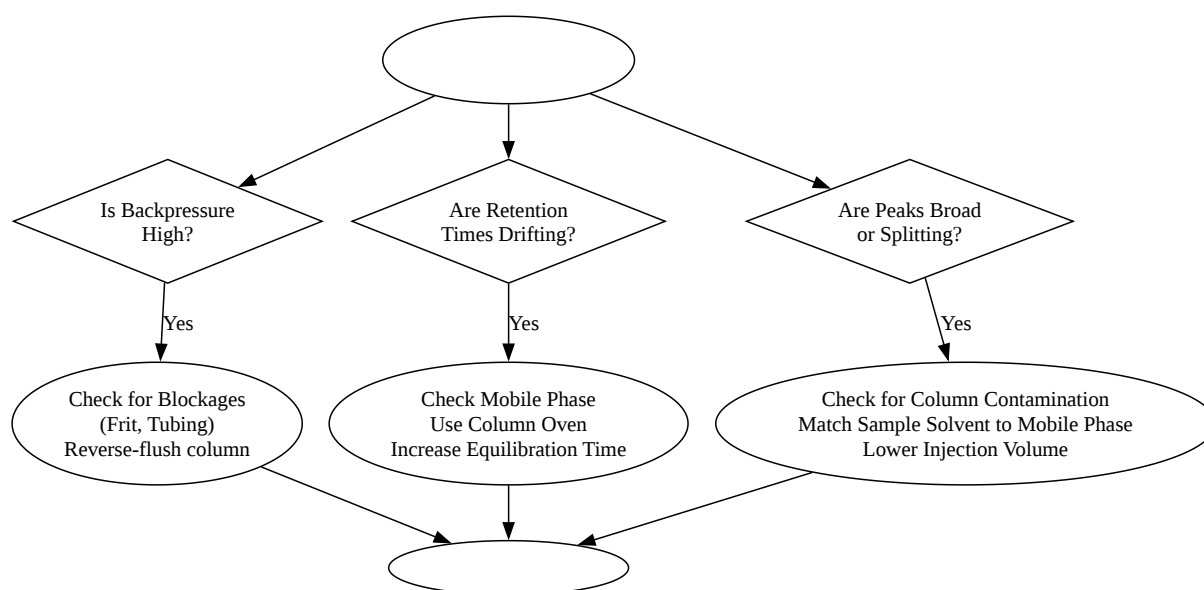 Is Backpressure
High?
Are Retention
Times Drifting?
Are Peaks Broad
or Splitting?
Yes
Yes
Yes
Check for Blockages
(Frit, Tubing)
Reverse-flush column
Check Mobile Phase
Use Column Oven
Increase Equilibration Time
Check for Column Contamination
Match Sample Solvent to Mobile Phase
Lower Injection Volume